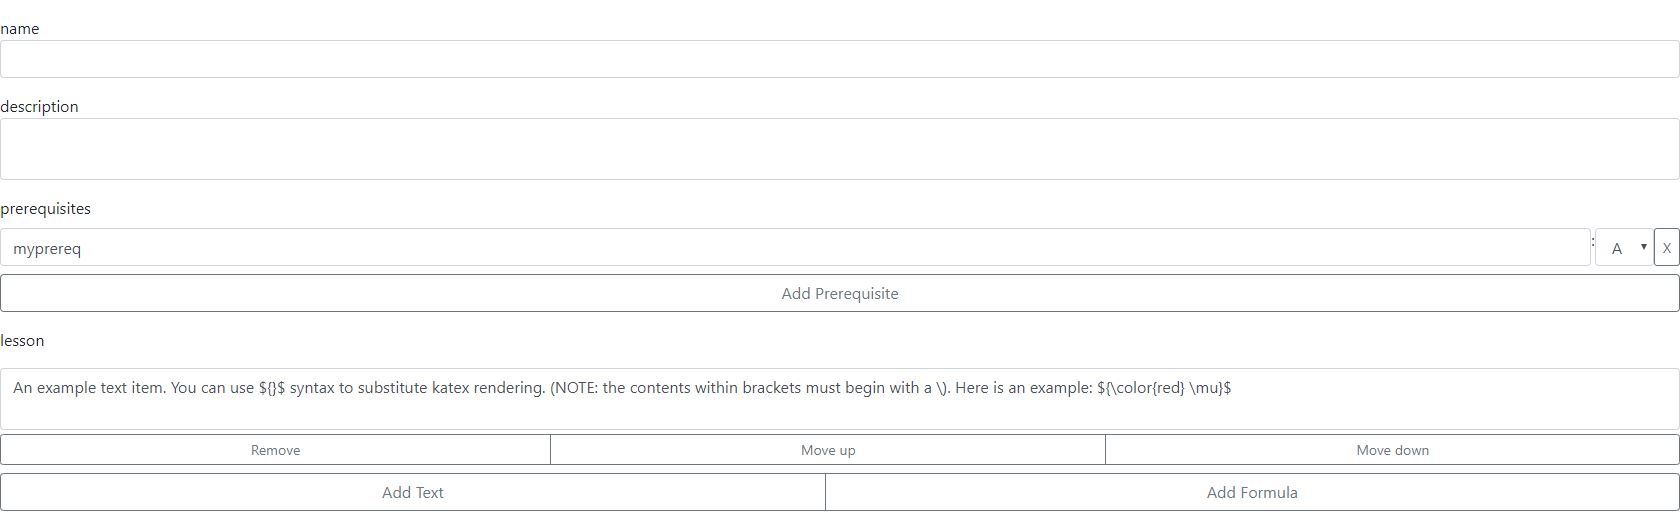 name
description
prerequisites
myprereq : A ▾ X
Add Prerequisite
lesson
An example text item. You can use ${}$ syntax to substitute katex rendering. (NOTE: the contents within brackets must begin with a \). Here is an example: ${\color{red} \mu}$
Remove Move up Move down
Add Text Add Formula